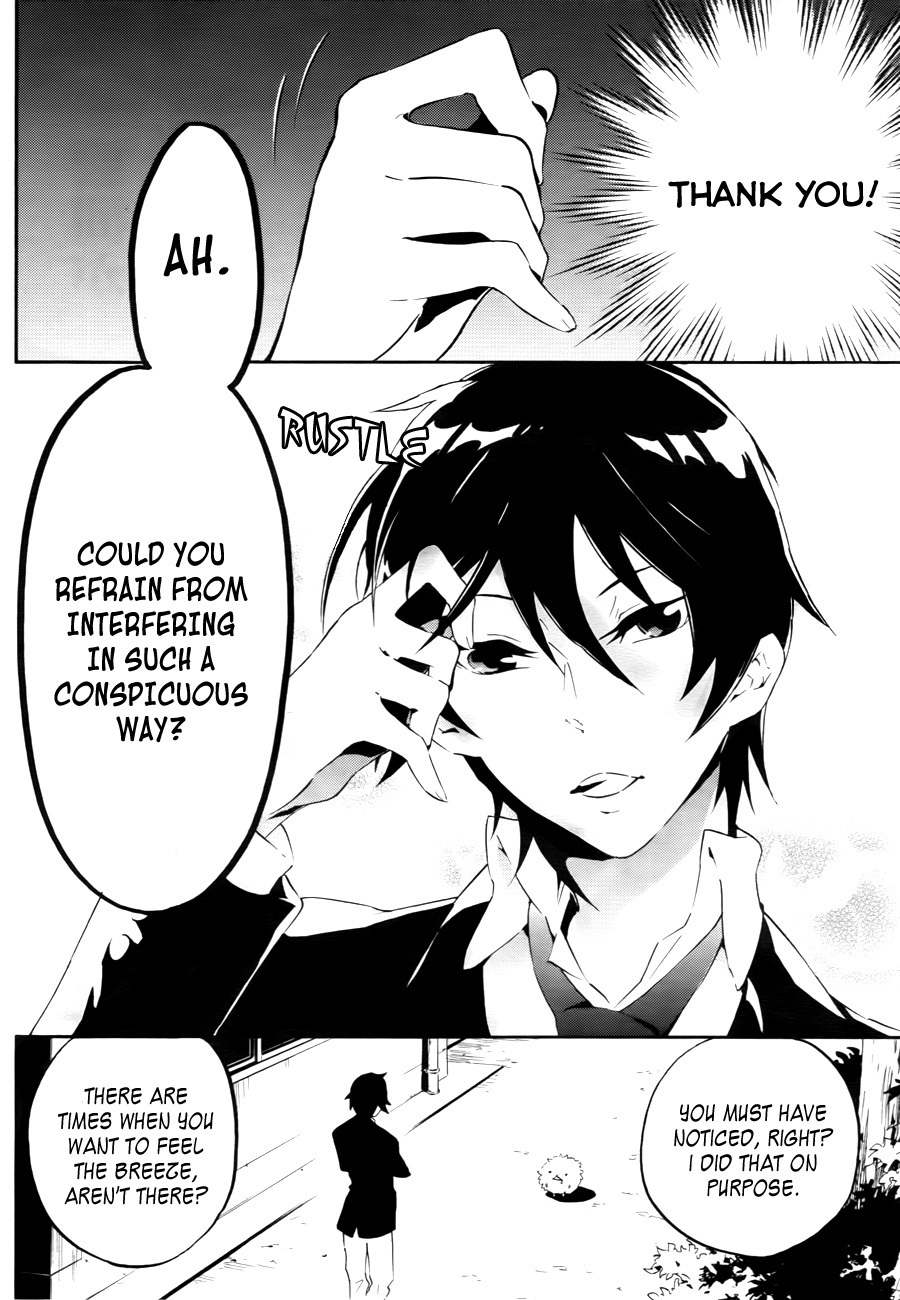 THANK YOU!
AH.
RUSTLE
COULD YOU
REFRAIN FROM
INTERFERING
IN SUCH A
CONSPICUOUS
WAY?
YOU MUST HAVE
NOTICED, RIGHT?
I DID THAT ON
PURPOSE.
THERE ARE
TIMES WHEN YOU
WANT TO FEEL
THE BREEZE,
AREN'T THERE?